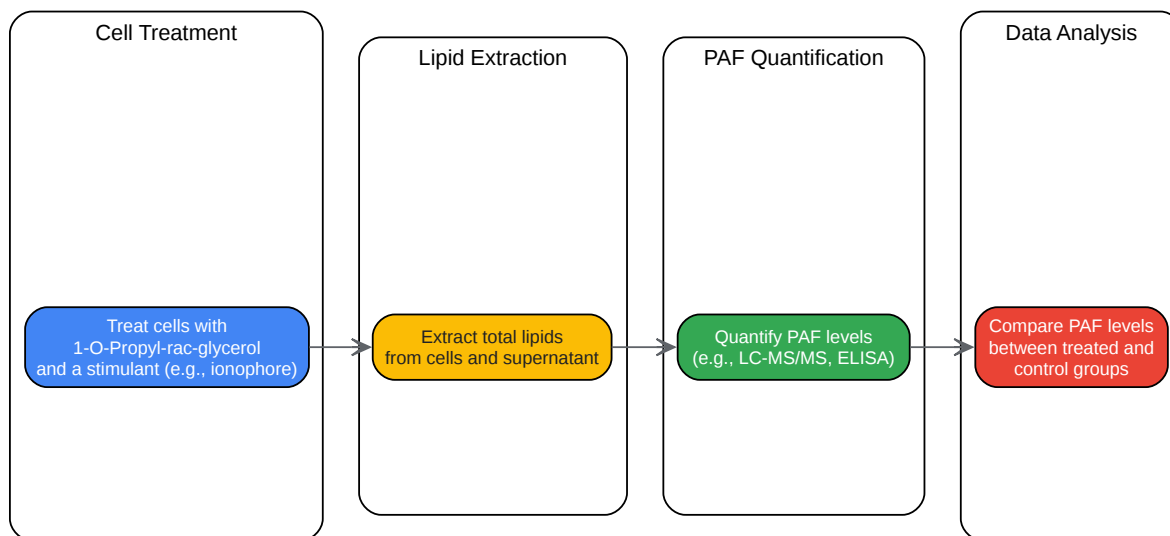 Cell Treatment
Treat cells with
1-O-Propyl-rac-glycerol
and a stimulant (e.g., ionophore)
Lipid Extraction
Extract total lipids
from cells and supernatant
PAF Quantification
Quantify PAF levels
(e.g., LC-MS/MS, ELISA)
Data Analysis
Compare PAF levels
between treated and
control groups